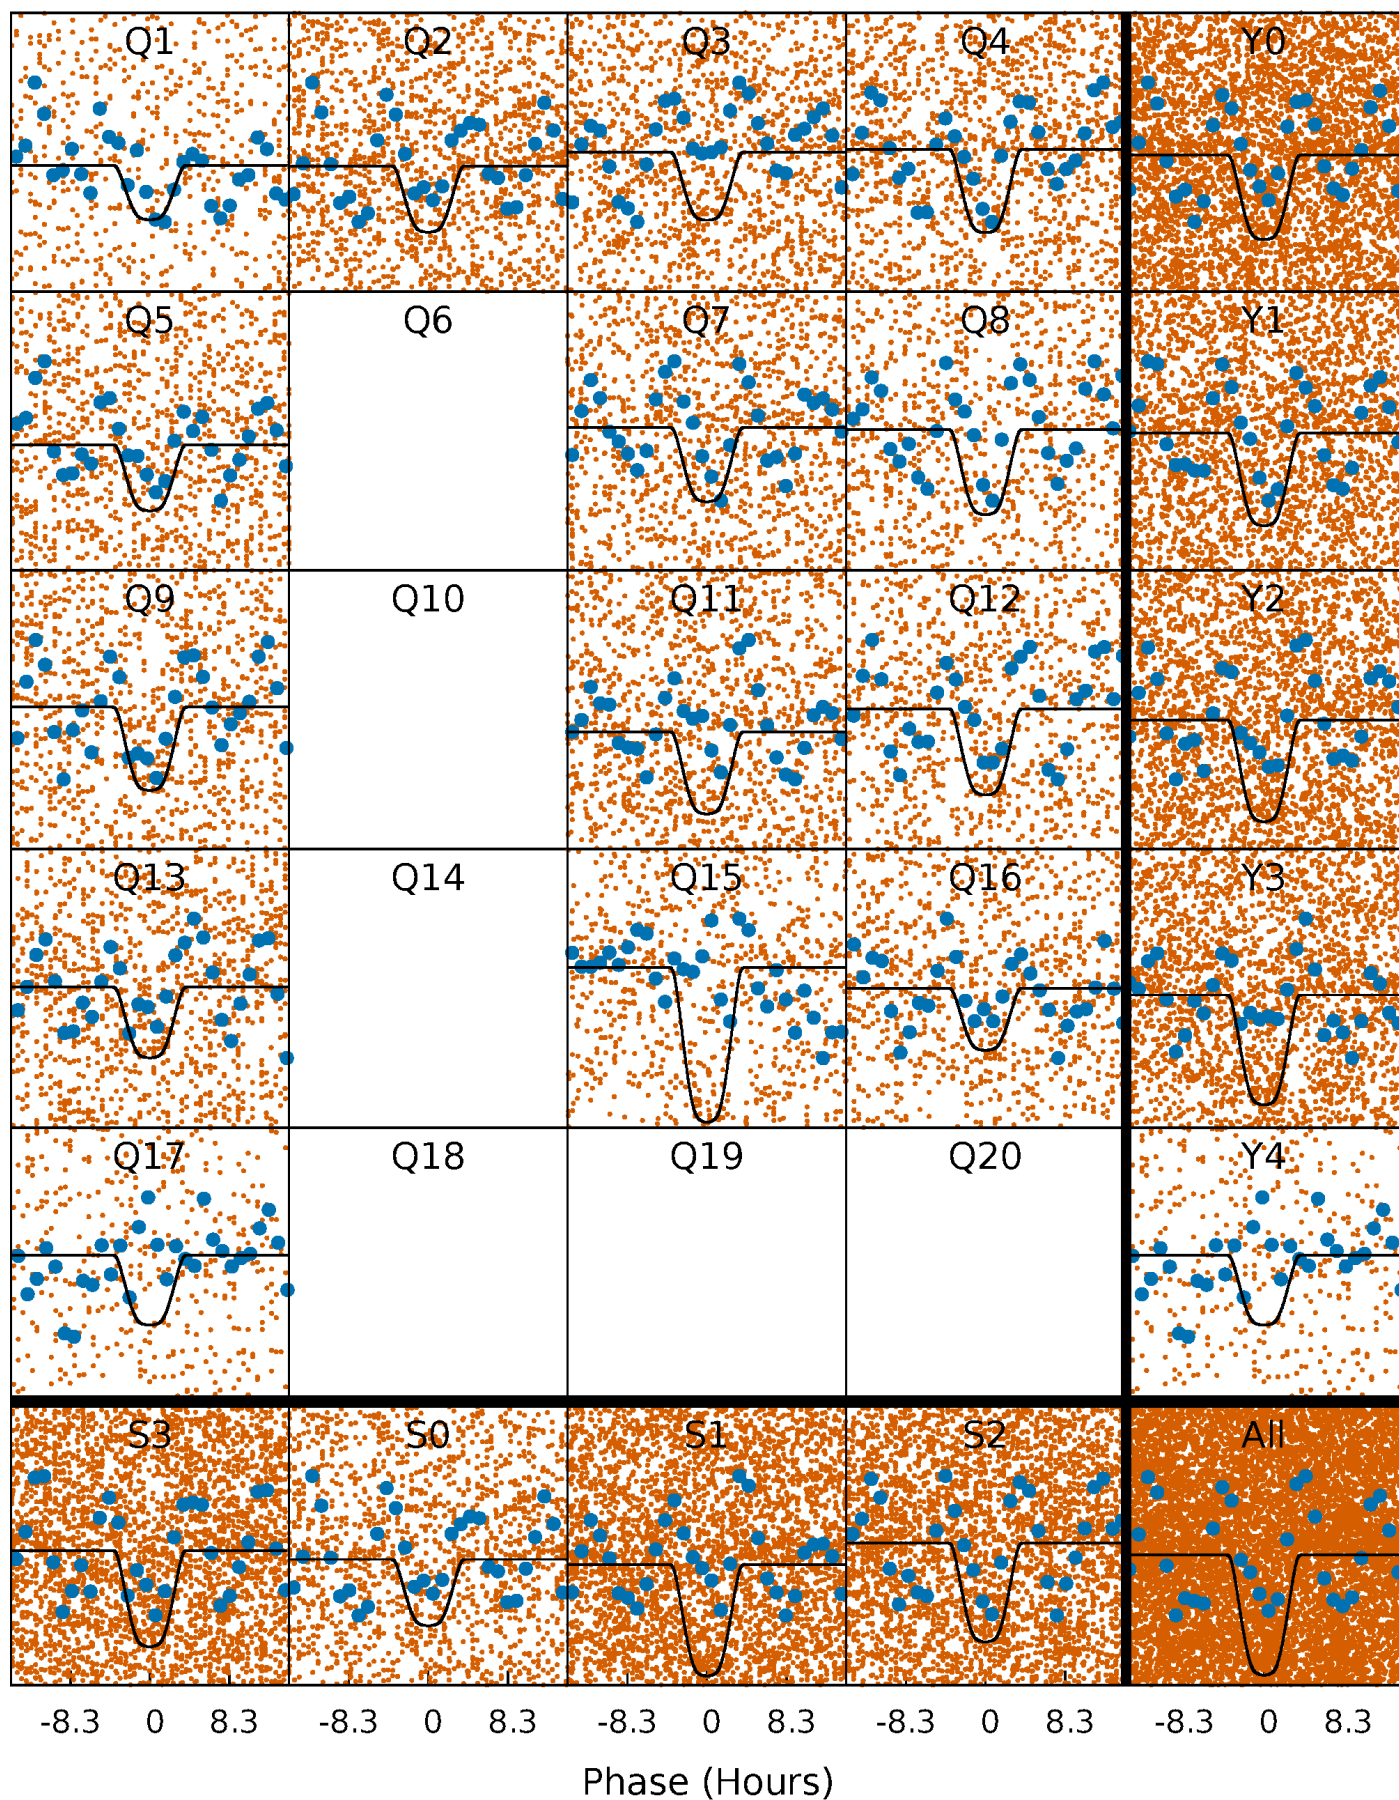 Q1 Q2 Q3 Q4 Y0
Q5 Q6 Q7 Q8 Y1
Q9 Q10 Q11 Q12 Y2
Q13 Q14 Q15 Q16 Y3
Q17 Q18 Q19 Q20 Y4
S3 S0 S1 S2 All
-8.3 0 8.3 -8.3 0 8.3 -8.3 0 8.3 -8.3 0 8.3 -8.3 0 8.3
Phase (Hours)